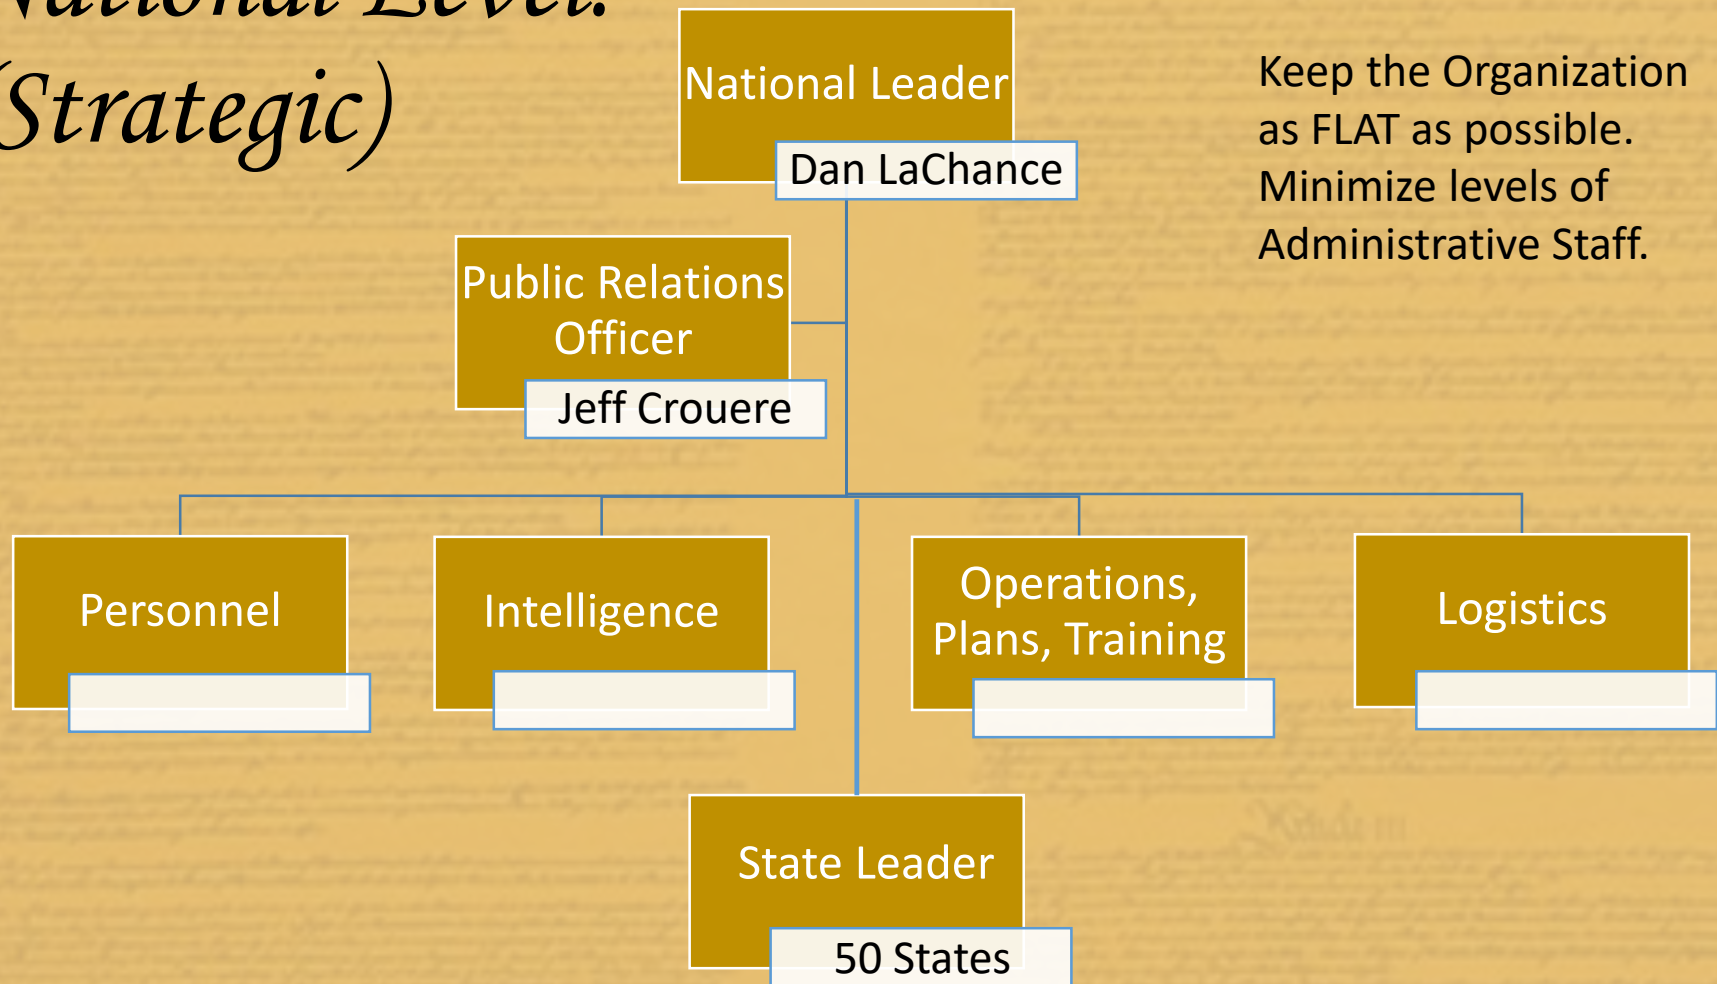 National Level:
(Strategic)
National Leader
Dan LaChance
Keep the Organization
as FLAT as possible.
Minimize levels of
Administrative Staff.
Public Relations
Officer
Jeff Crouere
Personnel
Intelligence
Operations,
Plans, Training
Logistics
State Leader
50 States